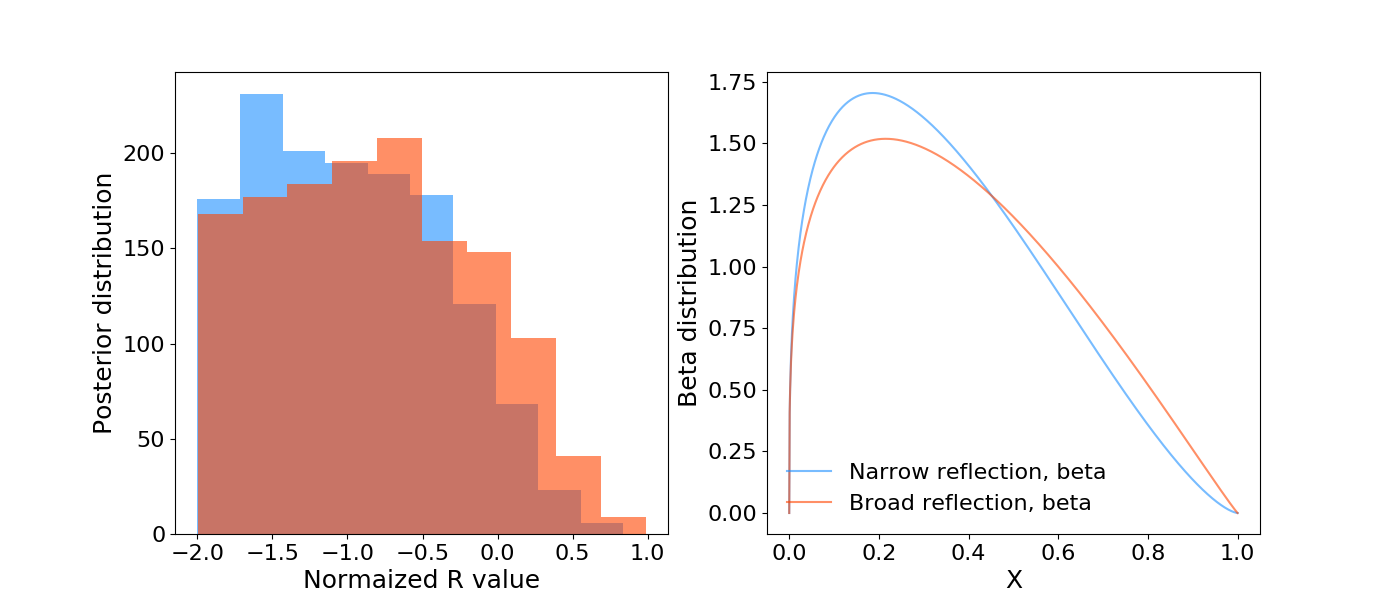 Posterior distribution
200
150
100
50
0
−2.0 −1.5 −1.0 −0.5 0.0 0.5 1.0
Normaized R value
Beta distribution
1.75
1.50
1.25
1.00
0.75
0.50
0.25
0.00
Narrow reflection, beta
Broad reflection, beta
0.0 0.2 0.4 0.6 0.8 1.0
X